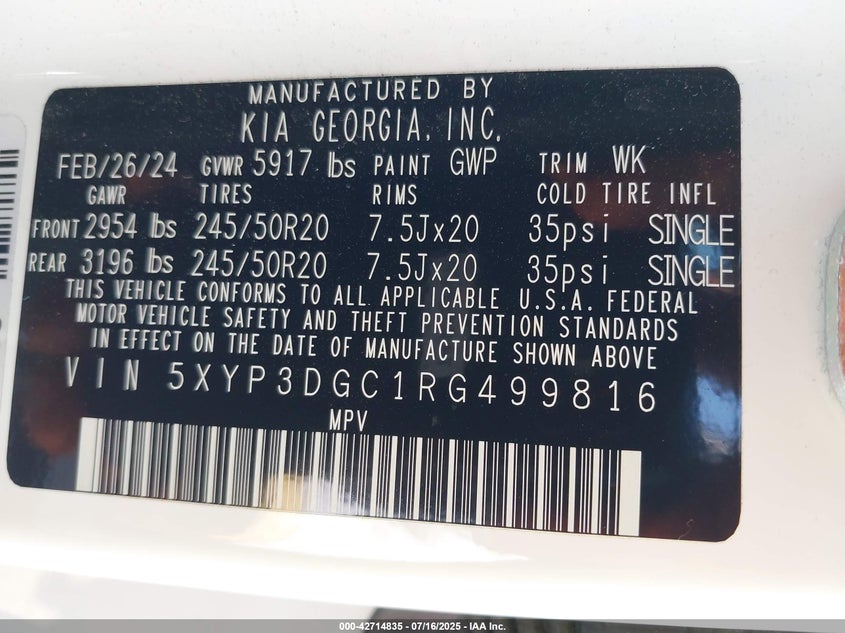 MANUFACTURED BY
KIA GEORGIA, INC.
FEB/26/24 GVWR 5917 lbs PAINT GWP TRIM WK
GAWR TIRES RIMS COLD TIRE INFL
FRONT 2954 lbs 245/50R20 7.5Jx20 35psi SINGLE
REAR 3196 lbs 245/50R20 7.5Jx20 35psi SINGLE
THIS VEHICLE CONFORMS TO ALL APPLICABLE U.S.A. FEDERAL
MOTOR VEHICLE SAFETY AND THEFT PREVENTION STANDARDS
IN EFFECT ON THE DATE OF MANUFACTURE SHOWN ABOVE
VIN 5XYP3DGC1RG499816
MPV
000-42714835 - 07/16/2025 - IAA Inc.